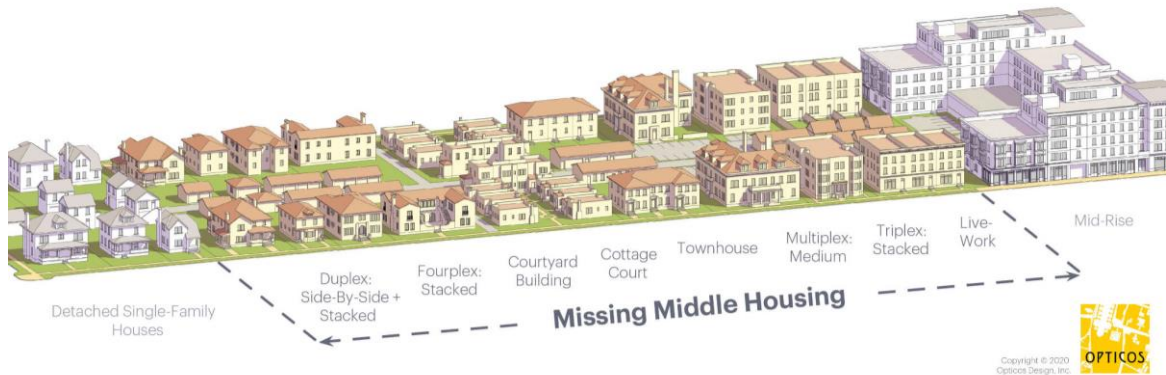 Detached Single-Family
Houses
Duplex:
Side-By-Side +
Stacked
Fourplex:
Stacked
Courtyard
Building
Cottage
Court
Townhouse
Multiplex:
Medium
Triplex:
Stacked
Live-
Work
Mid-Rise
Missing Middle Housing
Copyright © 2020
Opticos Design, Inc.
OPTICOS